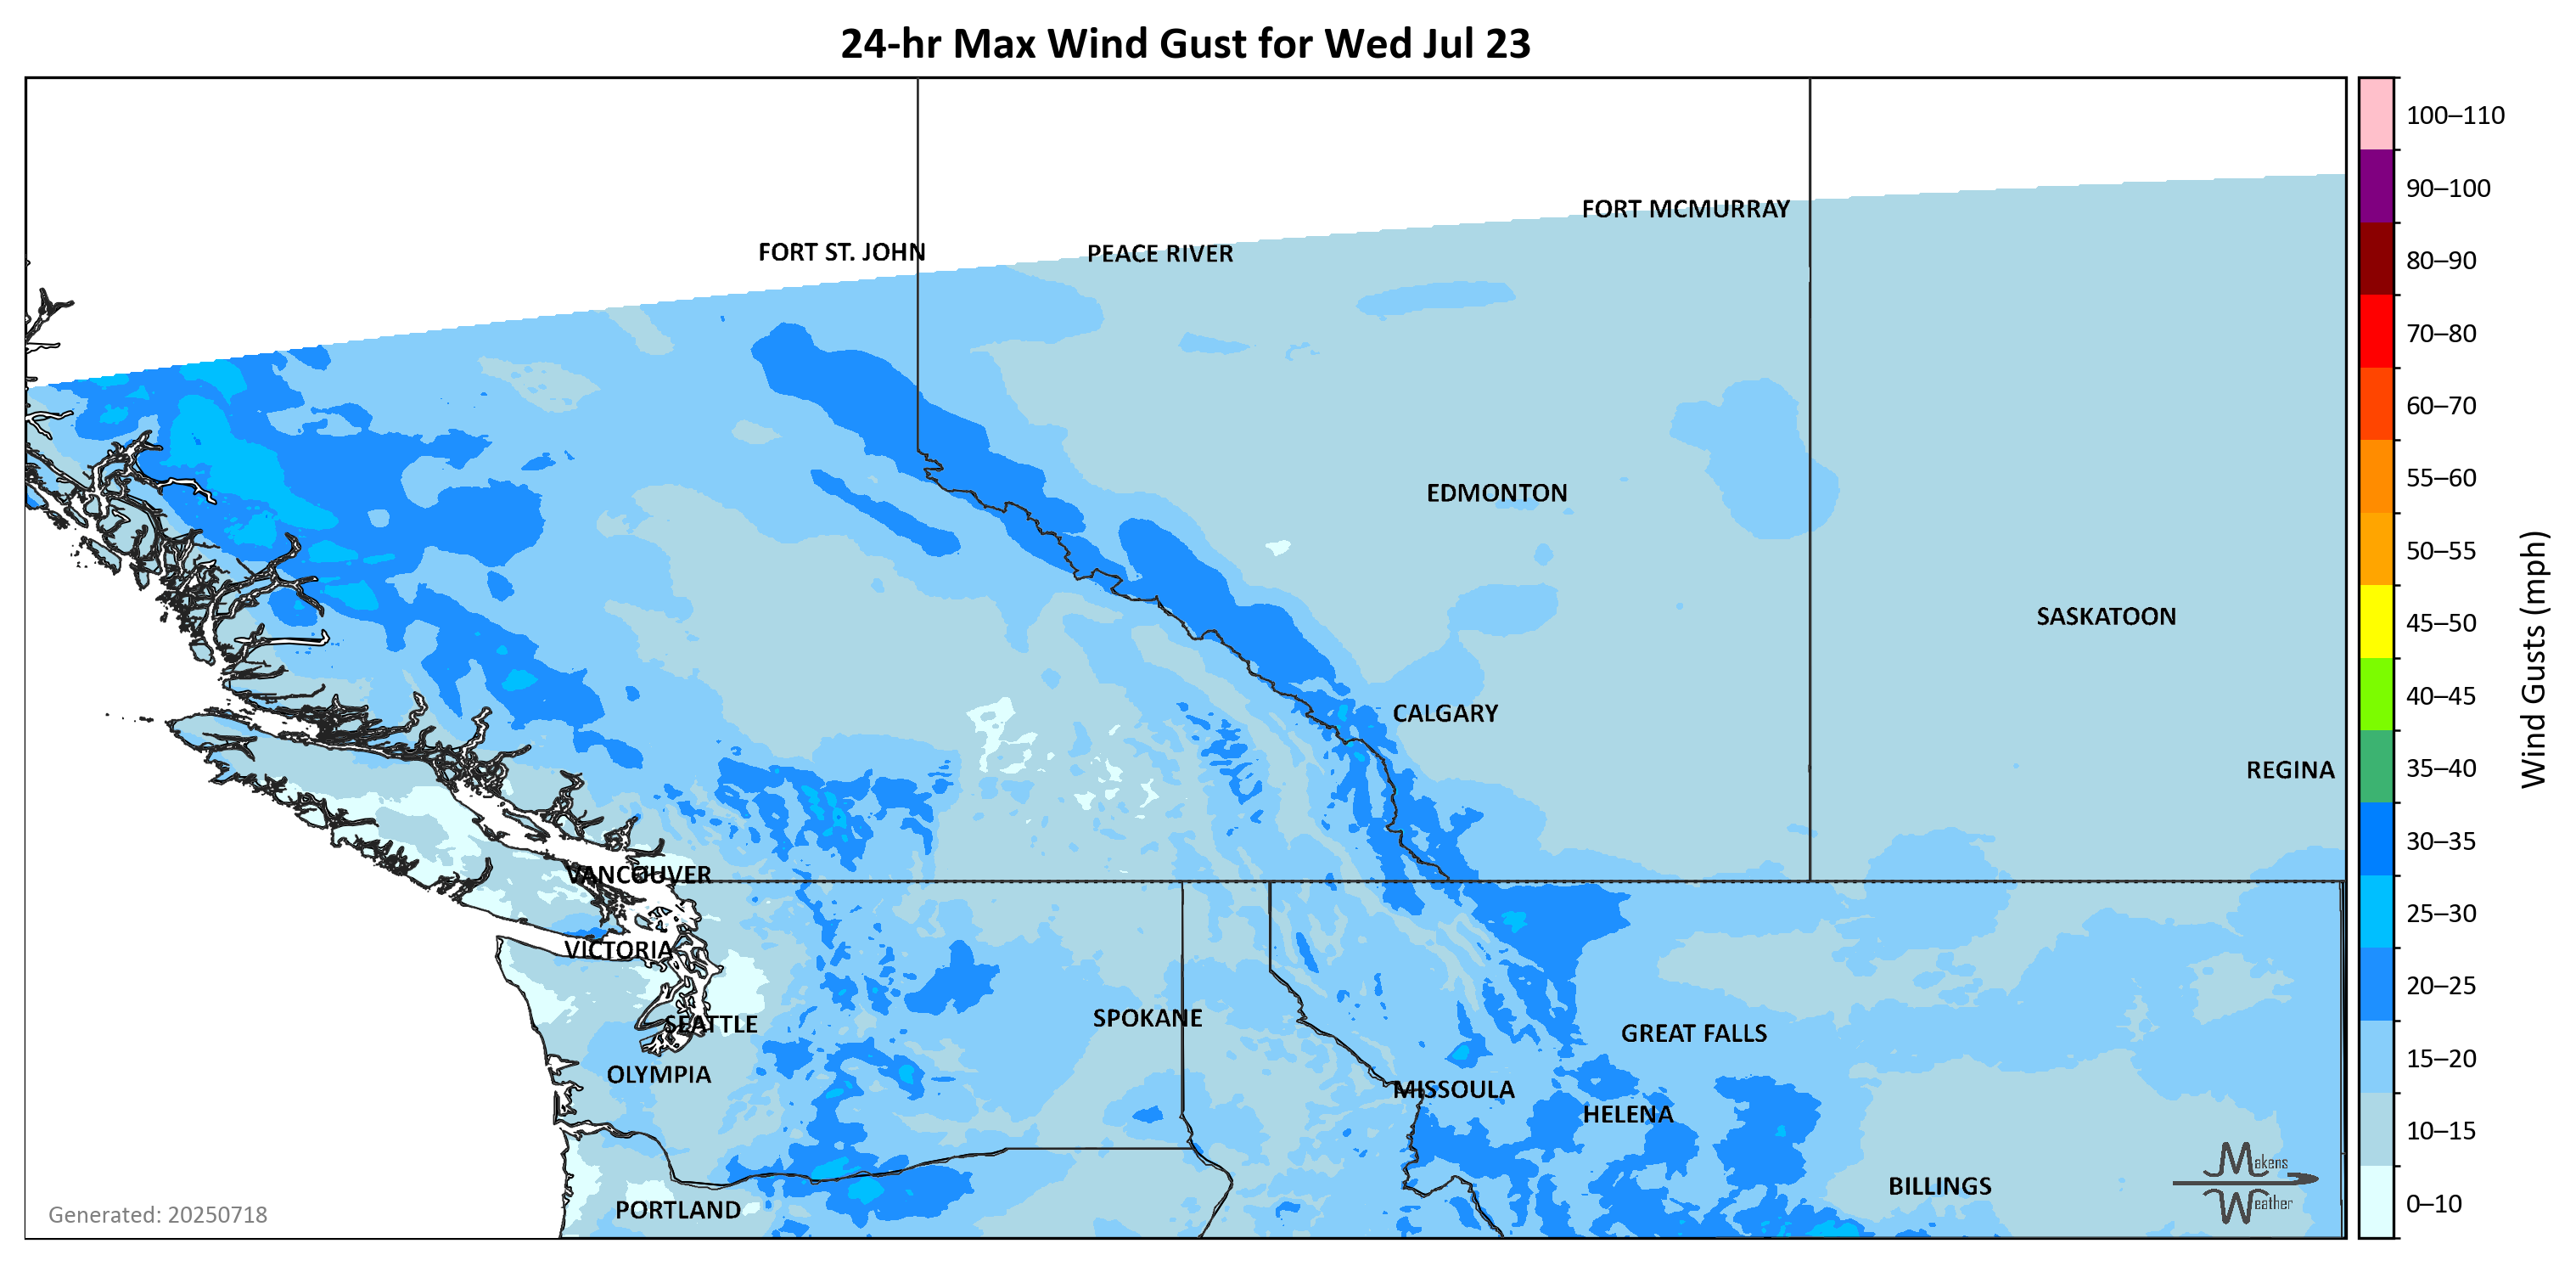 24-hr Max Wind Gust for Wed Jul 23
FORT MCMURRAY
FORT ST. JOHN
PEACE RIVER
EDMONTON
SASKATOON
CALGARY
REGINA
VANCOUVER
VICTORIA
SPOKANE
SEATTLE
GREAT FALLS
OLYMPIA
MISSOULA
HELENA
BILLINGS
PORTLAND
Generated: 20250718
Makens
Weather
100–110
90–100
80–90
70–80
60–70
55–60
50–55
45–50
40–45
35–40
30–35
25–30
20–25
15–20
10–15
0–10
Wind Gusts (mph)